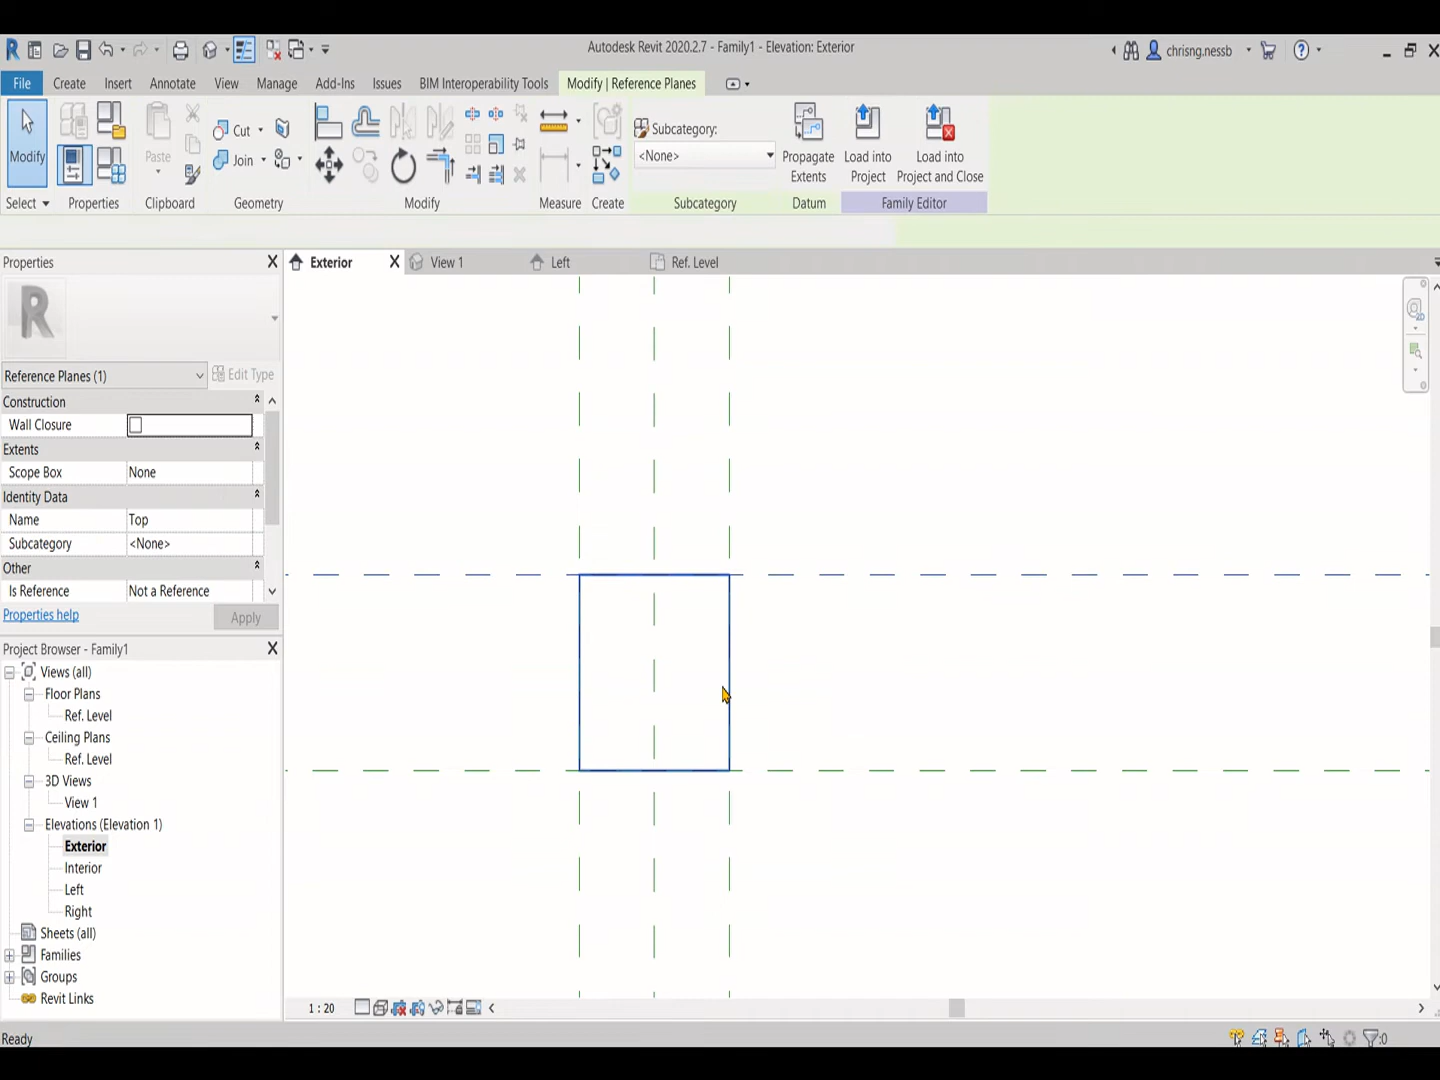 Autodesk Revit 2020.2.7 - Family1 - Elevation: Exterior
chrisng.nessb
File Create Insert Annotate View Manage Add-Ins Issues BIM Interoperability Tools Modify | Reference Planes
Modify
Paste
Cut
Join
Subcategory:
<None>
Propagate Extents
Load into Project
Load into Project and Close
Select Properties Clipboard Geometry Modify Measure Create Subcategory Datum Family Editor
Properties
Exterior View 1 Left Ref. Level
R
Reference Planes (1) Edit Type
Construction
Wall Closure
Extents
Scope Box None
Identity Data
Name Top
Subcategory <None>
Other
Is Reference Not a Reference
Properties help Apply
Project Browser - Family1
Views (all)
Floor Plans
Ref. Level
Ceiling Plans
Ref. Level
3D Views
View 1
Elevations (Elevation 1)
Exterior
Interior
Left
Right
Sheets (all)
Families
Groups
Revit Links
1 : 20
Ready
:0